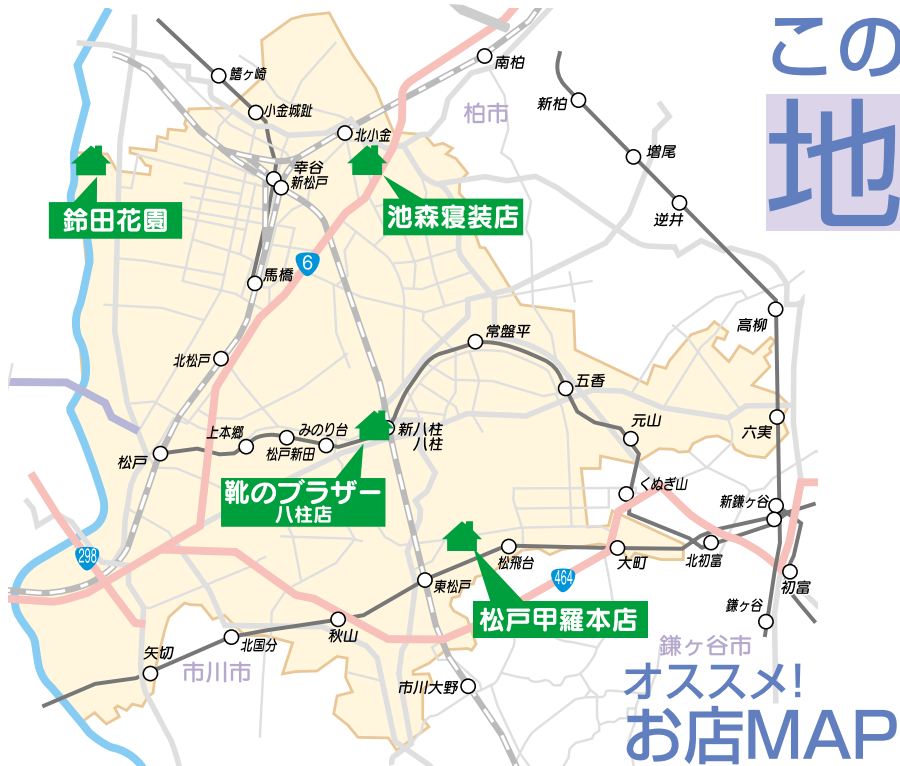 この
地
南柏
鰭ヶ崎
新柏
小金城趾
柏市
北小金
増尾
幸谷
新松戸
鈴田花園
池森寝装店
逆井
6
馬橋
高柳
常盤平
北松戸
五香
元山
六実
上本郷
みのり台
新八柱
八柱
松戸
松戸新田
くぬぎ山
靴のブラザー
八柱店
新鎌ヶ谷
298
松飛台
大町
北初富
464
東松戸
初富
鎌ヶ谷
松戸甲羅本店
秋山
北国分
矢切
市川市
鎌ヶ谷市
市川大野
オススメ!
お店MAP